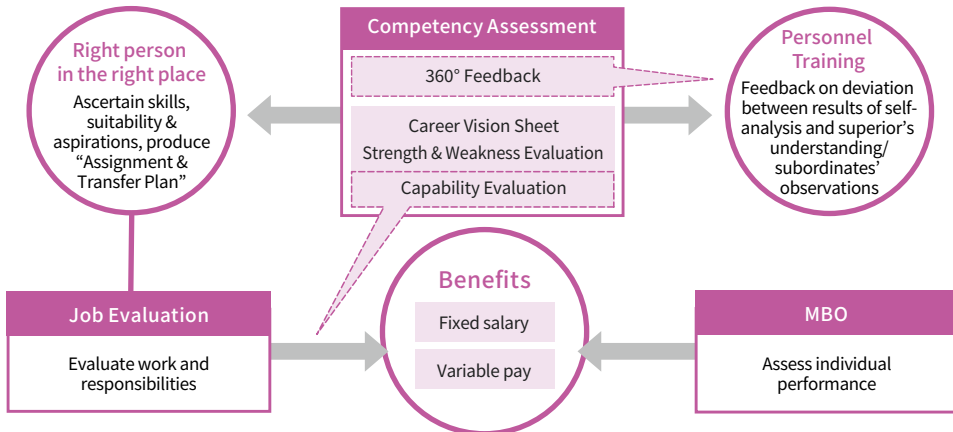 Right person
in the right place
Ascertain skills,
suitability &
aspirations, produce
“Assignment &
Transfer Plan”
Competency Assessment
360° Feedback
Career Vision Sheet
Strength & Weakness Evaluation
Capability Evaluation
Personnel
Training
Feedback on deviation
between results of self-
analysis and superior’s
understanding/
subordinates’
observations
Job Evaluation
Evaluate work and
responsibilities
Benefits
Fixed salary
Variable pay
MBO
Assess individual
performance